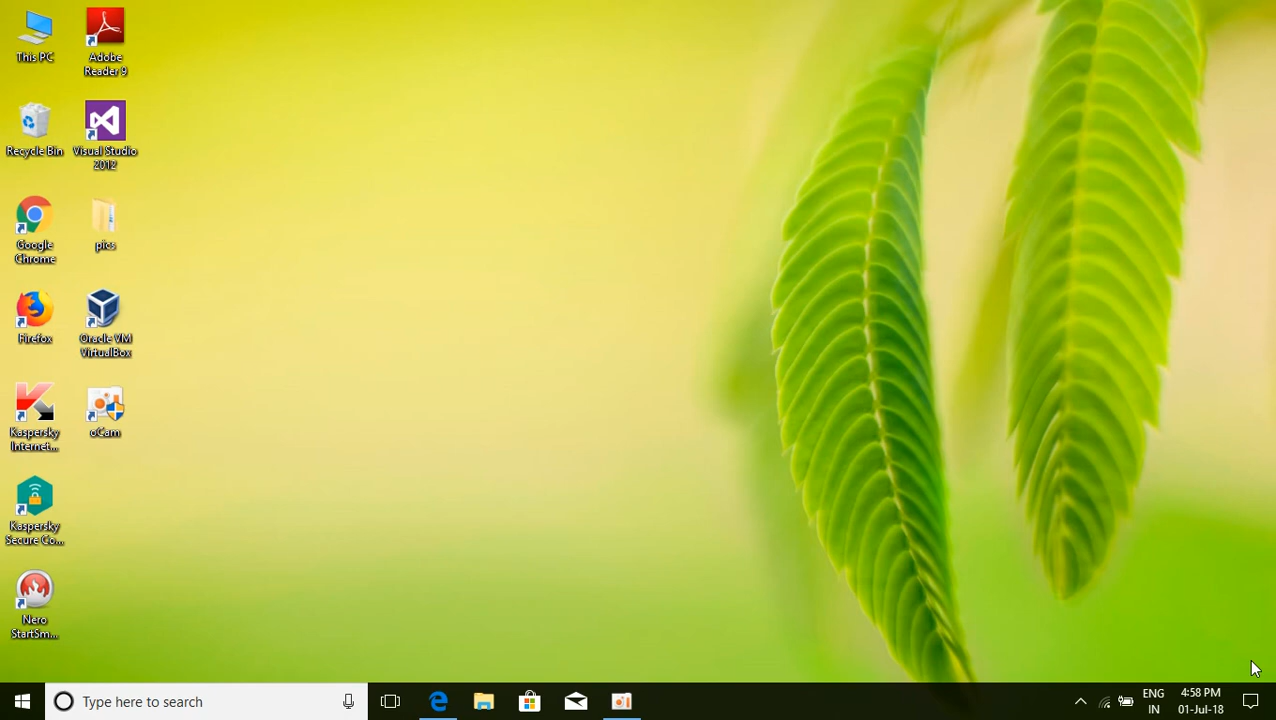 This PC
Adobe
Reader 9
Recycle Bin
Visual Studio
2012
Google
Chrome
pics
Firefox
Oracle VM
VirtualBox
Kaspersky
Internet...
oCam
Kaspersky
Secure Co...
Nero
StartSm...
Type here to search
ENG
IN
4:58 PM
01-Jul-18